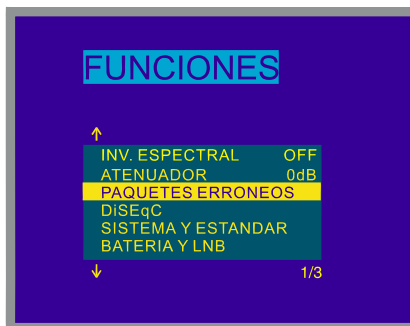 FUNCIONES
↑
INV. ESPECTRAL OFF
ATENUADOR 0dB
PAQUETES ERRONEOS
DiSEqC
SISTEMA Y ESTANDAR
BATERIA Y LNB
↓ 1/3